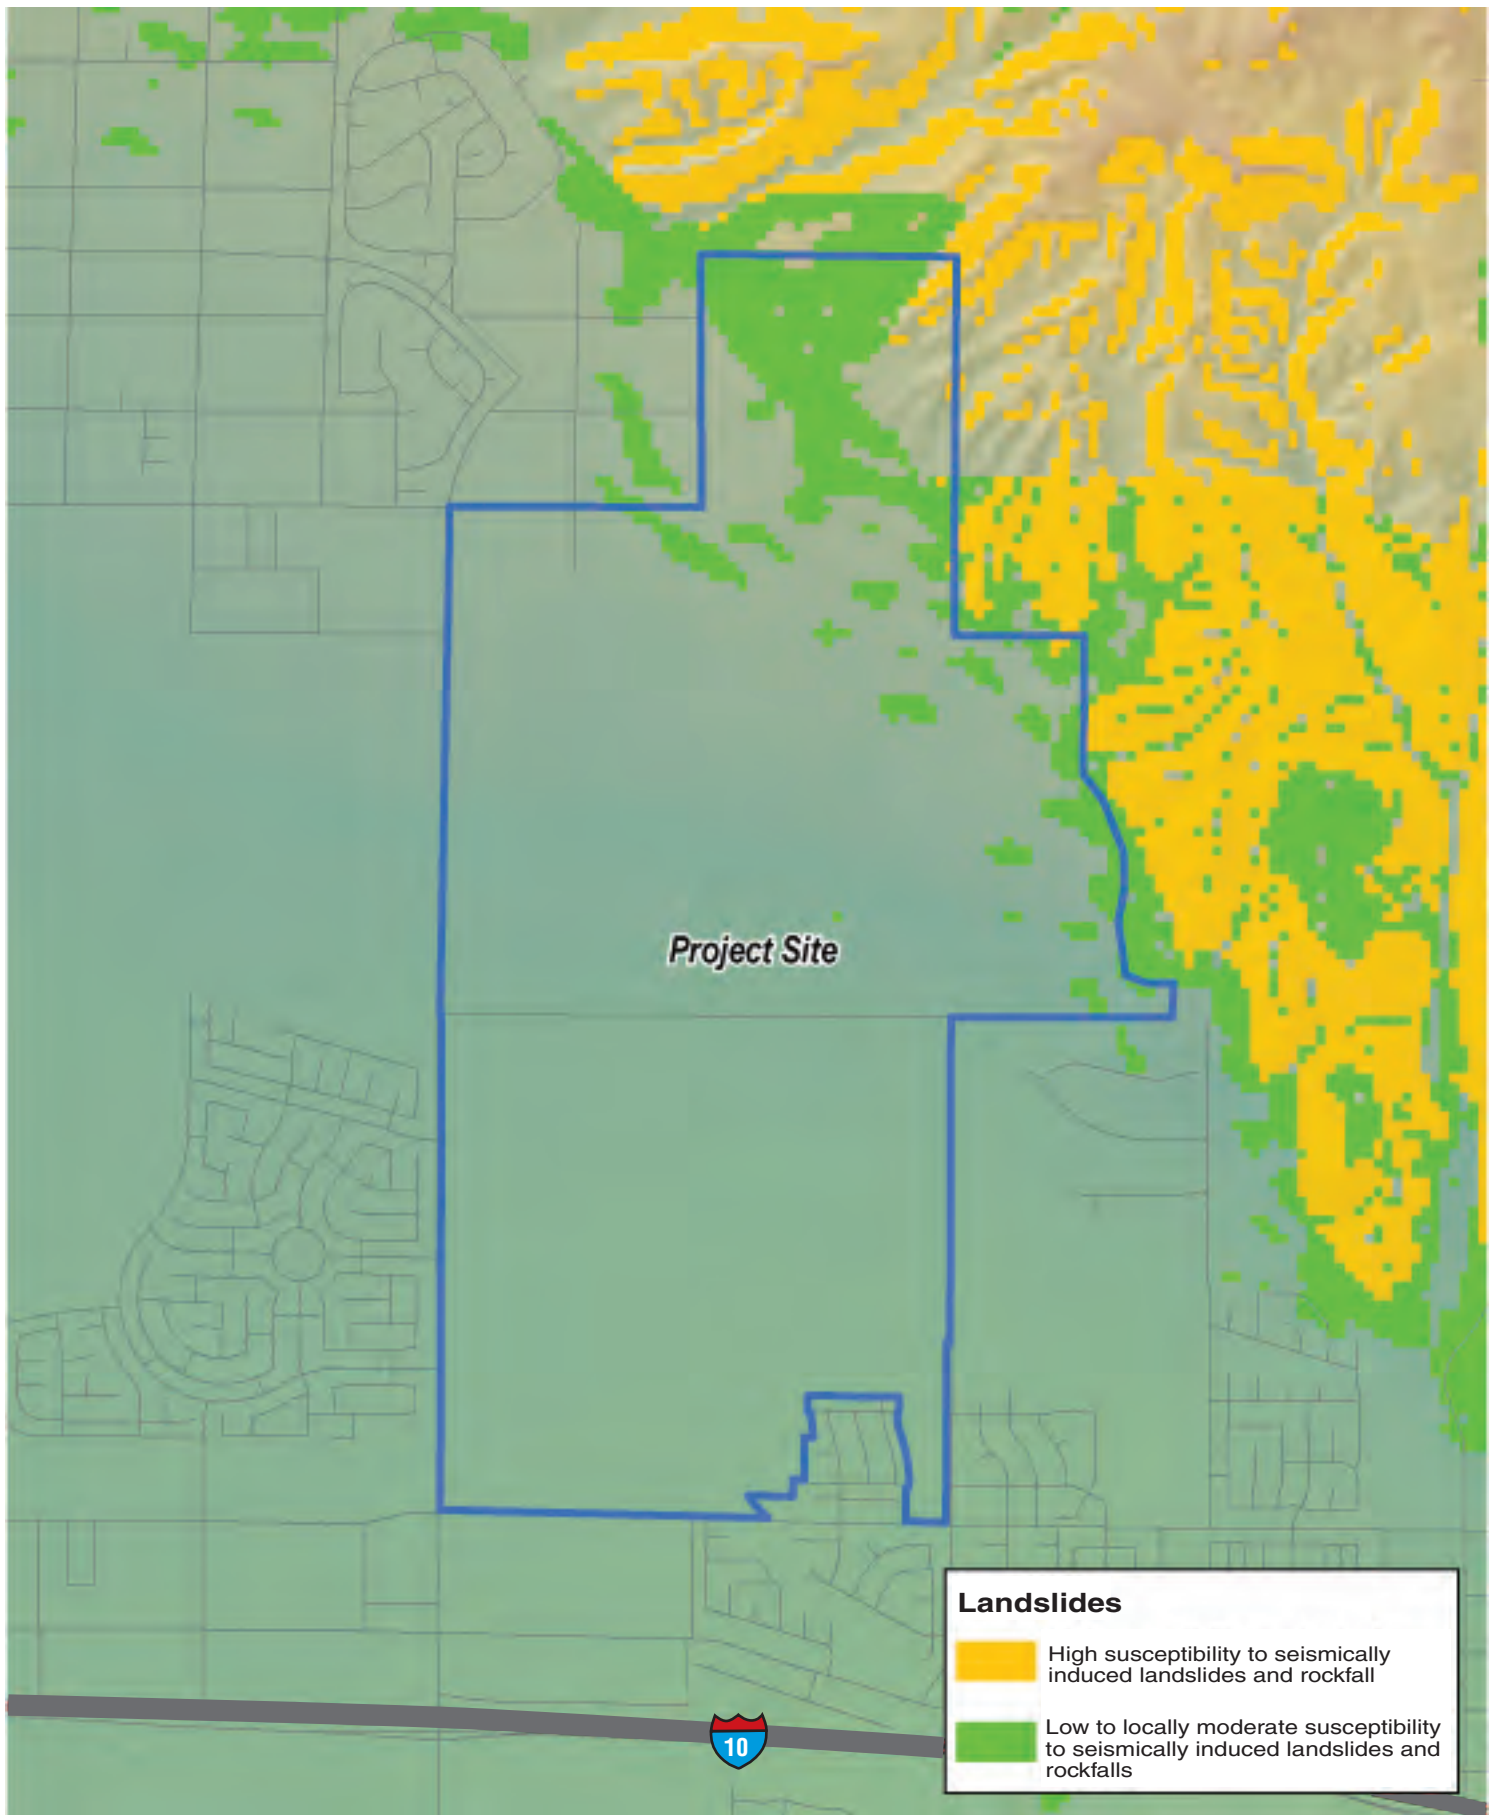 Project Site
Landslides
High susceptibility to seismically
induced landslides and rockfall
Low to locally moderate susceptibility
to seismically induced landslides and
rockfalls
10